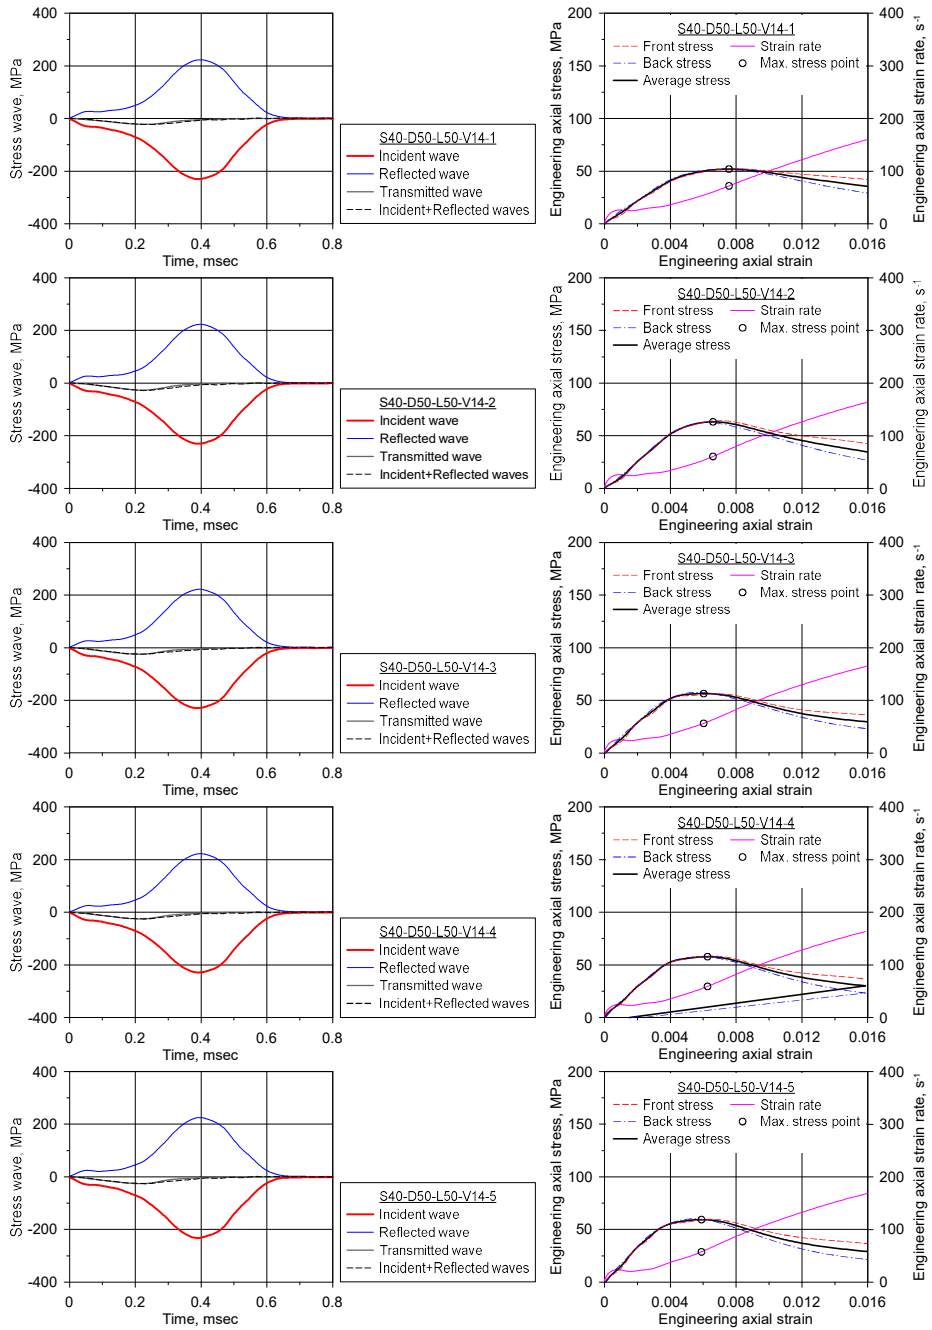 400
200
0
-200
-400
Stress wave, MPa
0
0.2
0.4
0.6
0.8
Time, msec
S40-D50-L50-V14-1
Incident wave
Reflected wave
Transmitted wave
Incident+Reflected waves
200
150
100
50
0
Engineering axial stress, MPa
S40-D50-L50-V14-1
Front stress
Strain rate
Back stress
Max. stress point
Average stress
400
300
200
100
0
Engineering axial strain rate, s-1
0
0.004
0.008
0.012
0.016
Engineering axial strain
400
200
0
-200
-400
Stress wave, MPa
0
0.2
0.4
0.6
0.8
Time, msec
S40-D50-L50-V14-2
Incident wave
Reflected wave
Transmitted wave
Incident+Reflected waves
200
150
100
50
0
Engineering axial stress, MPa
S40-D50-L50-V14-2
Front stress
Strain rate
Back stress
Max. stress point
Average stress
400
300
200
100
0
Engineering axial strain rate, s-1
0
0.004
0.008
0.012
0.016
Engineering axial strain
400
200
0
-200
-400
Stress wave, MPa
0
0.2
0.4
0.6
0.8
Time, msec
S40-D50-L50-V14-3
Incident wave
Reflected wave
Transmitted wave
Incident+Reflected waves
200
150
100
50
0
Engineering axial stress, MPa
S40-D50-L50-V14-3
Front stress
Strain rate
Back stress
Max. stress point
Average stress
400
300
200
100
0
Engineering axial strain rate, s-1
0
0.004
0.008
0.012
0.016
Engineering axial strain
400
200
0
-200
-400
Stress wave, MPa
0
0.2
0.4
0.6
0.8
Time, msec
S40-D50-L50-V14-4
Incident wave
Reflected wave
Transmitted wave
Incident+Reflected waves
200
150
100
50
0
Engineering axial stress, MPa
S40-D50-L50-V14-4
Front stress
Strain rate
Back stress
Max. stress point
Average stress
400
300
200
100
0
Engineering axial strain rate, s-1
0
0.004
0.008
0.012
0.016
Engineering axial strain
400
200
0
-200
-400
Stress wave, MPa
0
0.2
0.4
0.6
0.8
Time, msec
S40-D50-L50-V14-5
Incident wave
Reflected wave
Transmitted wave
Incident+Reflected waves
200
150
100
50
0
Engineering axial stress, MPa
S40-D50-L50-V14-5
Front stress
Strain rate
Back stress
Max. stress point
Average stress
400
300
200
100
0
Engineering axial strain rate, s-1
0
0.004
0.008
0.012
0.016
Engineering axial strain